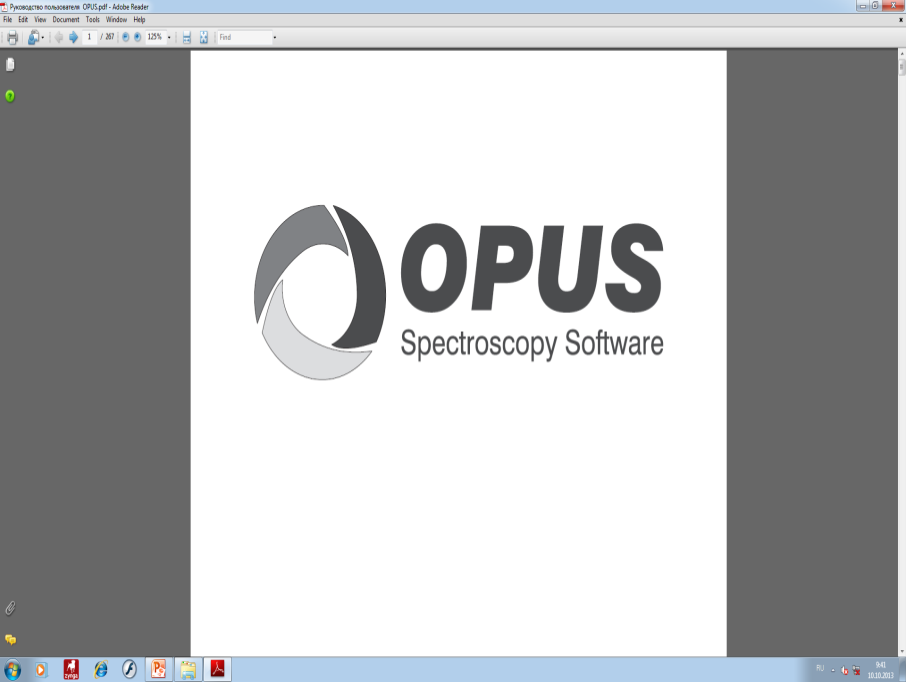 Руководство пользователя OPUS.pdf - Adobe Reader
File Edit View Document Tools Window Help
1 / 267 125% Find
OPUS
Spectroscopy Software
zynga
RU 9:41
10.10.2013